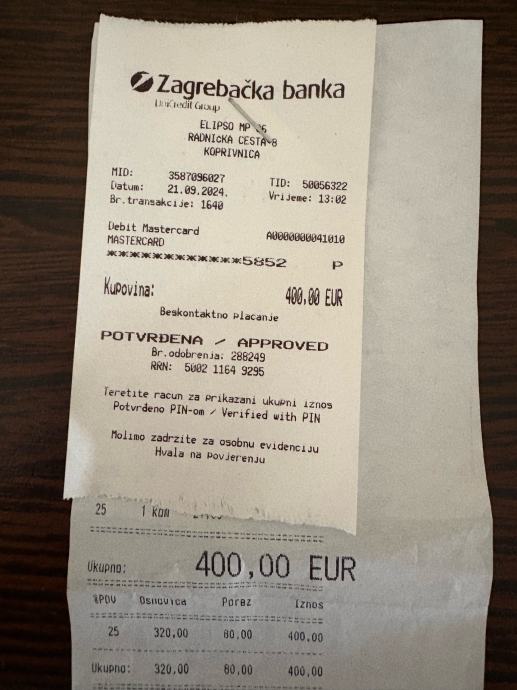 Zagrebačka banka
UniCredit Group
ELIPSO MP 36
RADNIčKA CESTA 8
KOPRIVNICA
MID: 3587096027 TID: 50056322
Datum: 21.09.2024. Vrijeme: 13:02
Br.transakcije: 1640
Debit Mastercard A0000000041010
MASTERCARD
************5852 P
Kupovina: 400,00 EUR
Beskontaktno plaćanje
POTVRĐENA / APPROVED
Br.odobrenja: 288249
RRN: 5002 1164 9295
Teretite račun za prikazani ukupni iznos
Potvrđeno PIN-om / Verified with PIN
Molimo zadržite za osobnu evidenciju
Hvala na povjerenju
25 1 kom
Ukupno: 400,00 EUR
%PDV Osnovica Porez Iznos
25 320,00 80,00 400,00
Ukupno: 320,00 80,00 400,00